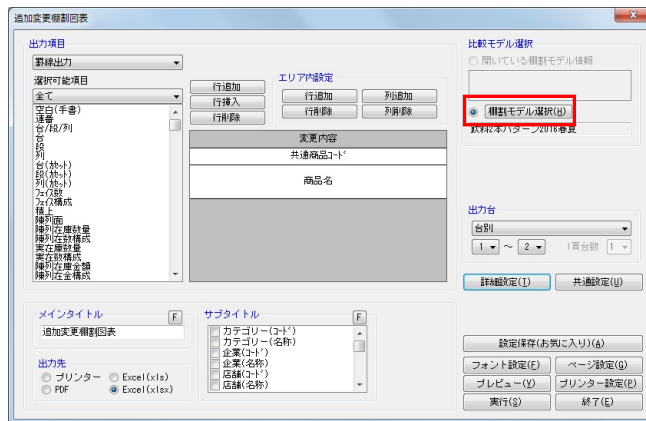 追加変更棚割図表
出力項目
罫線出力
選択可能項目
全て
空白(手書)
連番
台/段/列
台
段
列
台(ｶｾｯﾄ)
段(ｶｾｯﾄ)
列(ｶｾｯﾄ)
ﾌｪｲｽ数
ﾌｪｲｽ構成
積上
陳列面
陳列在庫数量
陳列在数構成
実在庫数量
実在数構成
陳列在庫金額
陳列在金構成
行追加
行挿入
行削除
エリア内設定
行追加
列追加
行削除
列削除
変更内容
共通商品ｺｰﾄﾞ
商品名
メインタイトル
F
追加変更棚割図表
出力先
プリンター
Excel(xls)
PDF
Excel(xlsx)
サブタイトル
F
カテゴリー(ｺｰﾄﾞ)
カテゴリー(名称)
企業(ｺｰﾄﾞ)
企業(名称)
店舗(ｺｰﾄﾞ)
店舗(名称)
比較モデル選択
開いている棚割モデル情報
棚割モデル選択(H)
飲料2本パターン2016春夏
出力台
台別
1 ～ 2
1頁台数 1
詳細設定(T)
共通設定(U)
設定保存(お気に入り)(A)
フォント設定(F)
ページ設定(G)
プレビュー(V)
プリンター設定(P)
実行(S)
終了(E)